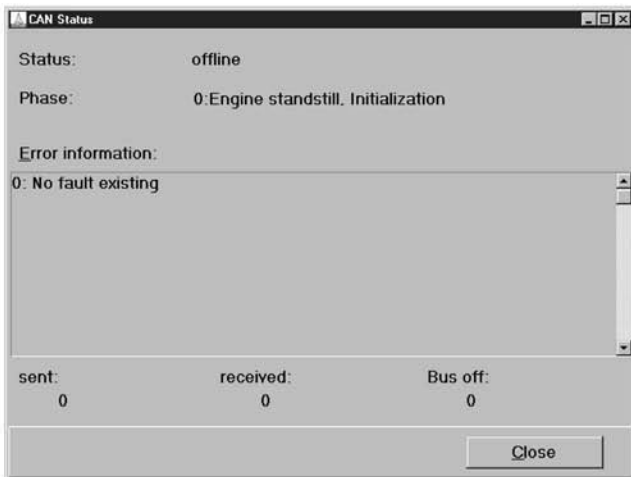 CAN Status
Status: offline
Phase: 0:Engine standstill, Initialization
Error information:
0: No fault existing
sent: received: Bus off:
0 0 0
Close